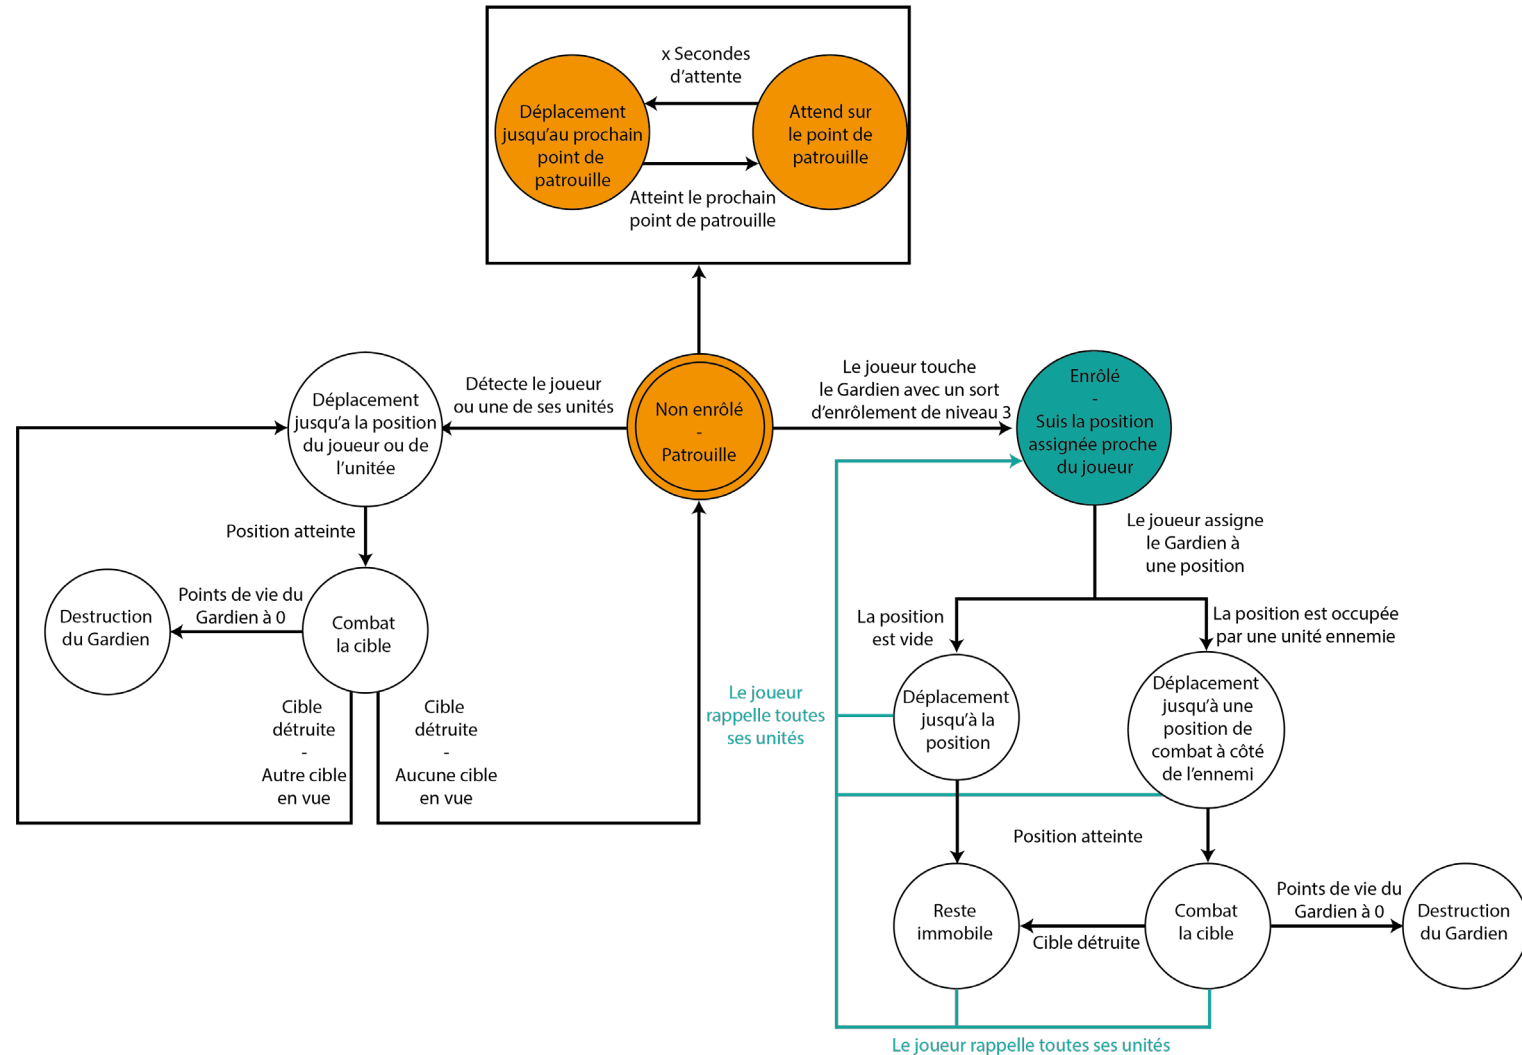 x Secondes
d'attente
Déplacement
jusqu'au prochain
point de
patrouille
Attend sur
le point de
patrouille
Atteint le prochain
point de patrouille
Déplacement
jusqu'a la position
du joueur ou de
l'unitée
Détecte le joueur
ou une de ses unités
Non enrôlé
-
Patrouille
Le joueur touche
le Gardien avec un sort
d'enrôlement de niveau 3
Enrôlé
-
Suis la position
assignée proche
du joueur
Position atteinte
Le joueur assigne
le Gardien à
une position
Destruction
du Gardien
Points de vie du
Gardien à 0
Combat
la cible
La position
est vide
La position est occupée
par une unité ennemie
Cible
détruite
-
Autre cible
en vue
Cible
détruite
-
Aucune cible
en vue
Le joueur
rappelle toutes
ses unités
Déplacement
jusqu'à la
position
Déplacement
jusqu'à une
position de
combat à côté
de l'ennemi
Position atteinte
Reste
immobile
Cible détruite
Combat
la cible
Points de vie du
Gardien à 0
Destruction
du Gardien
Le joueur rappelle toutes ses unités